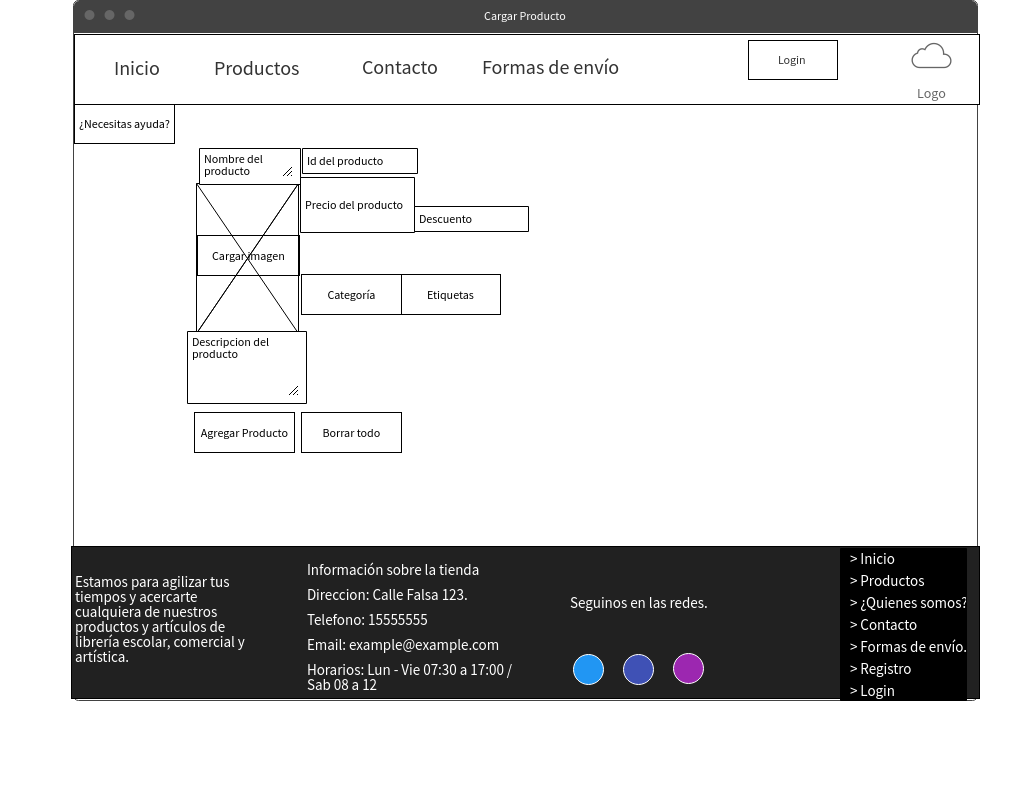 Cargar Producto
Inicio
Productos
Contacto
Formas de envío
Login
Logo
¿Necesitas ayuda?
Nombre del
producto
Id del producto
Precio del producto
Descuento
Cargar imagen
Categoría
Etiquetas
Descripcion del
producto
Agregar Producto
Borrar todo
Estamos para agilizar tus
tiempos y acercarte
cualquiera de nuestros
productos y artículos de
librería escolar, comercial y
artística.
Información sobre la tienda
Direccion: Calle Falsa 123.
Telefono: 15555555
Email: example@example.com
Horarios: Lun - Vie 07:30 a 17:00 /
Sab 08 a 12
Seguinos en las redes.
> Inicio
> Productos
> ¿Quienes somos?
> Contacto
> Formas de envío.
> Registro
> Login